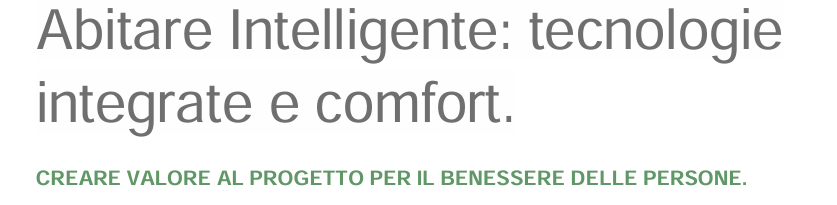 Abitare Intelligente: tecnologie
integrate e comfort.
CREARE VALORE AL PROGETTO PER IL BENESSERE DELLE PERSONE.